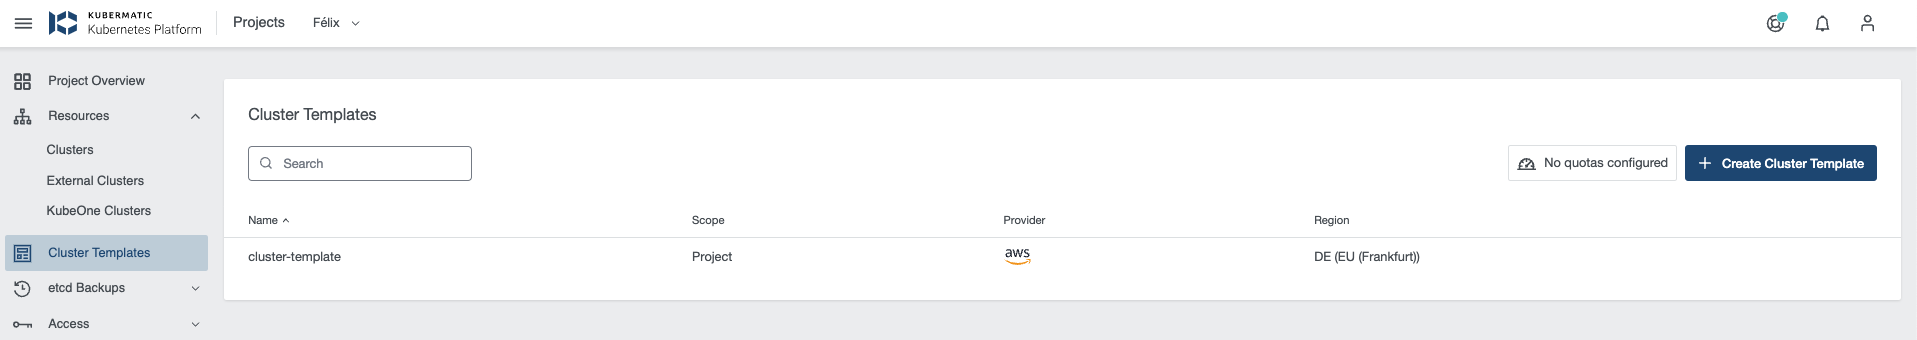 KUBERMATIC
Kubernetes Platform
Projects
Félix
Project Overview
Resources
Clusters
External Clusters
KubeOne Clusters
Cluster Templates
etcd Backups
Access
Cluster Templates
Search
No quotas configured
Create Cluster Template
Name Scope Provider Region
cluster-template Project aws DE (EU (Frankfurt))